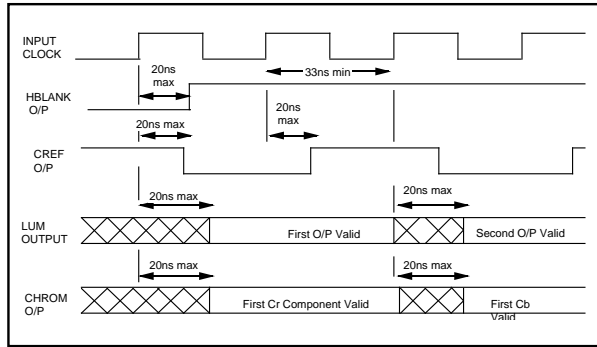 INPUT
CLOCK
20ns
max
33ns min
HBLANK
O/P
20ns
max
20ns max
CREF
O/P
20ns max
20ns max
LUM
OUTPUT
First O/P Valid
Second O/P Valid
20ns max
20ns max
CHROM
O/P
First Cr Component Valid
First Cb
Valid